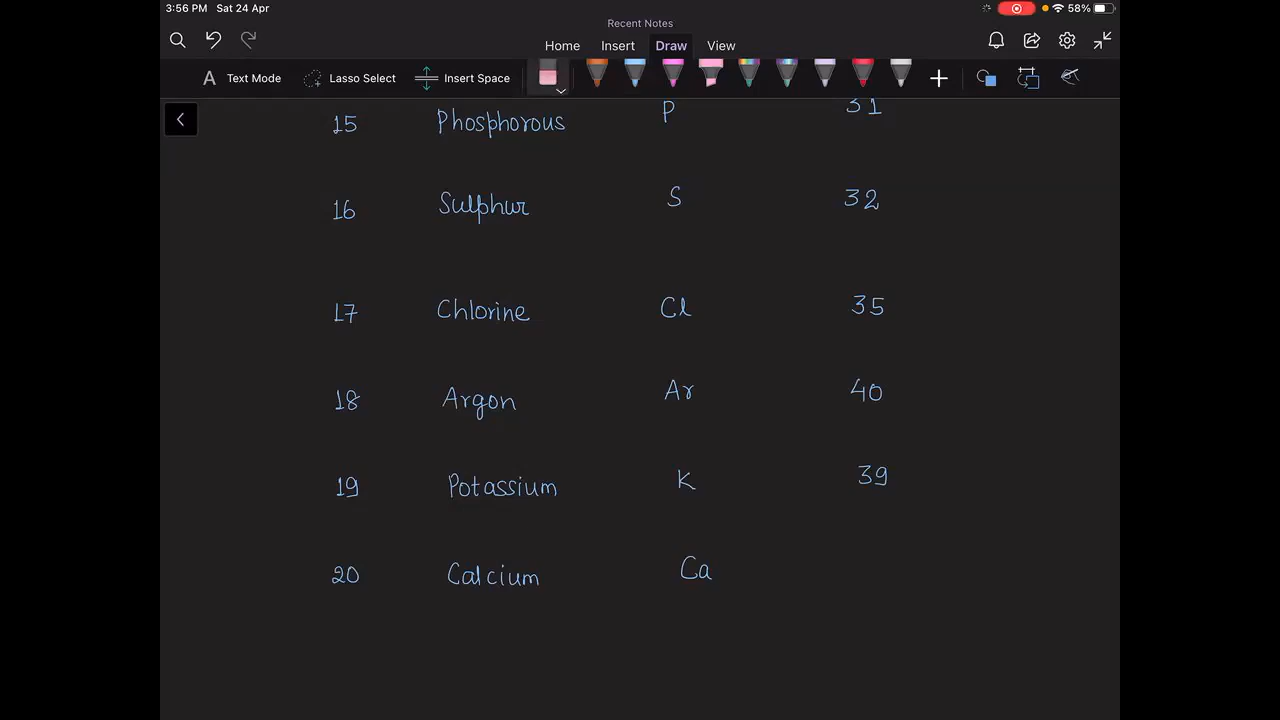 3:56 PM Sat 24 Apr 58%
Recent Notes
Home Insert Draw View
A Text Mode Lasso Select Insert Space
15 Phosphorous P 31
16 Sulphur S 32
17 Chlorine Cl 35
18 Argon Ar 40
19 Potassium K 39
20 Calcium Ca